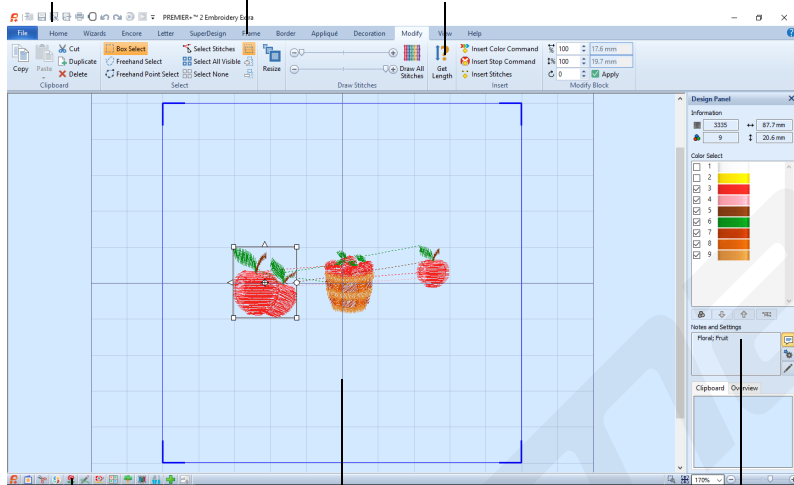 PREMIER+™ 2 Embroidery Extra
File Home Wizards Encore Letter SuperDesign Frame Border Appliqué Decoration Modify View Help
Copy
Paste
Cut
Duplicate
Delete
Clipboard
Box Select
Freehand Select
Freehand Point Select
Select Stitches
Select All Visible
Select None
Select
Resize
Draw All
Stitches
Draw Stitches
Get
Length
Insert Color Command
Insert Stop Command
Insert Stitches
Insert
% 100 17.6 mm
% 100 19.7 mm
0 Apply
Modify Block
Design Panel
Information
3335 87.7 mm
9 20.6 mm
Color Select
1
2
3
4
5
6
7
8
9
Notes and Settings
Floral; Fruit
Clipboard Overview
170%